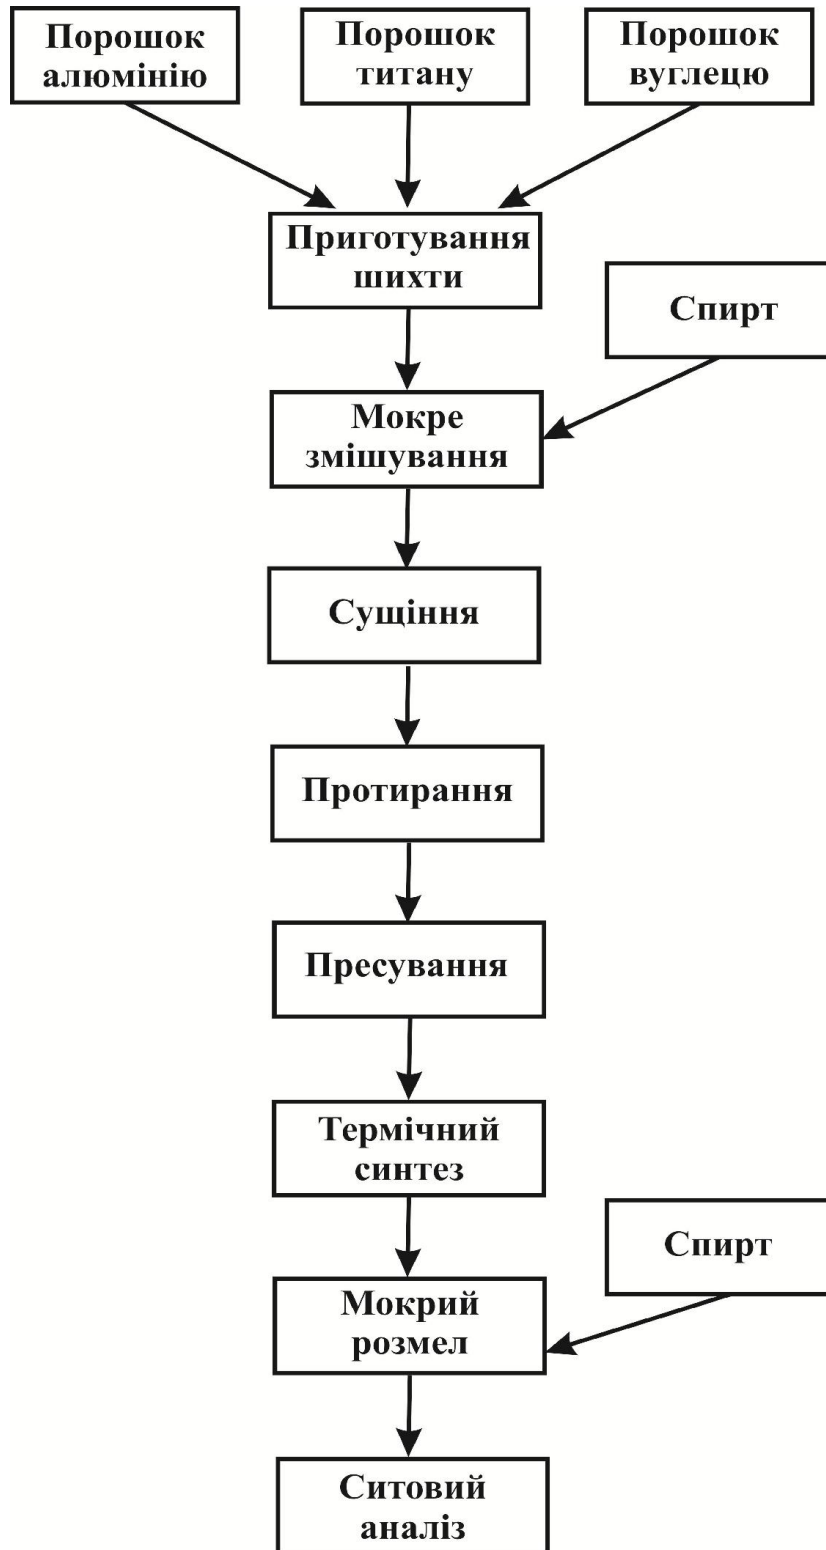 Порошок
алюмінію
Порошок
титану
Порошок
вуглецю
Приготування
шихти
Спирт
Мокре
змішування
Сущіння
Протирання
Пресування
Термічний
синтез
Спирт
Мокрий
розмел
Ситовий
аналіз